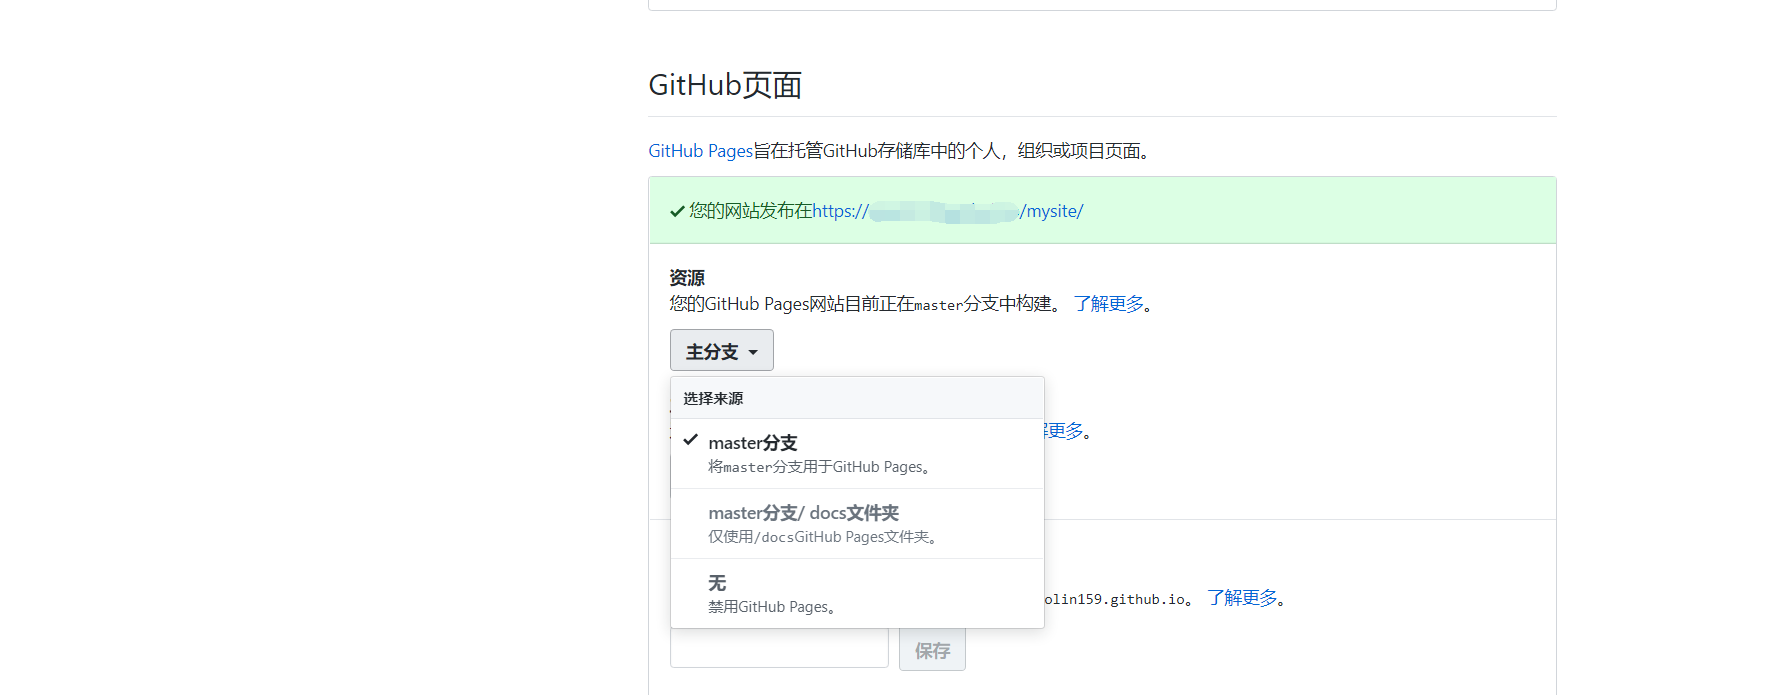 GitHub页面
GitHub Pages旨在托管GitHub存储库中的个人，组织或项目页面。
您的网站发布在https:// /mysite/
资源
您的GitHub Pages网站目前正在master分支中构建。 了解更多。
主分支
选择来源
master分支
将master分支用于GitHub Pages。
更多。
master分支/ docs文件夹
仅使用/docsGitHub Pages文件夹。
无
禁用GitHub Pages。
olin159.github.io。 了解更多。
保存